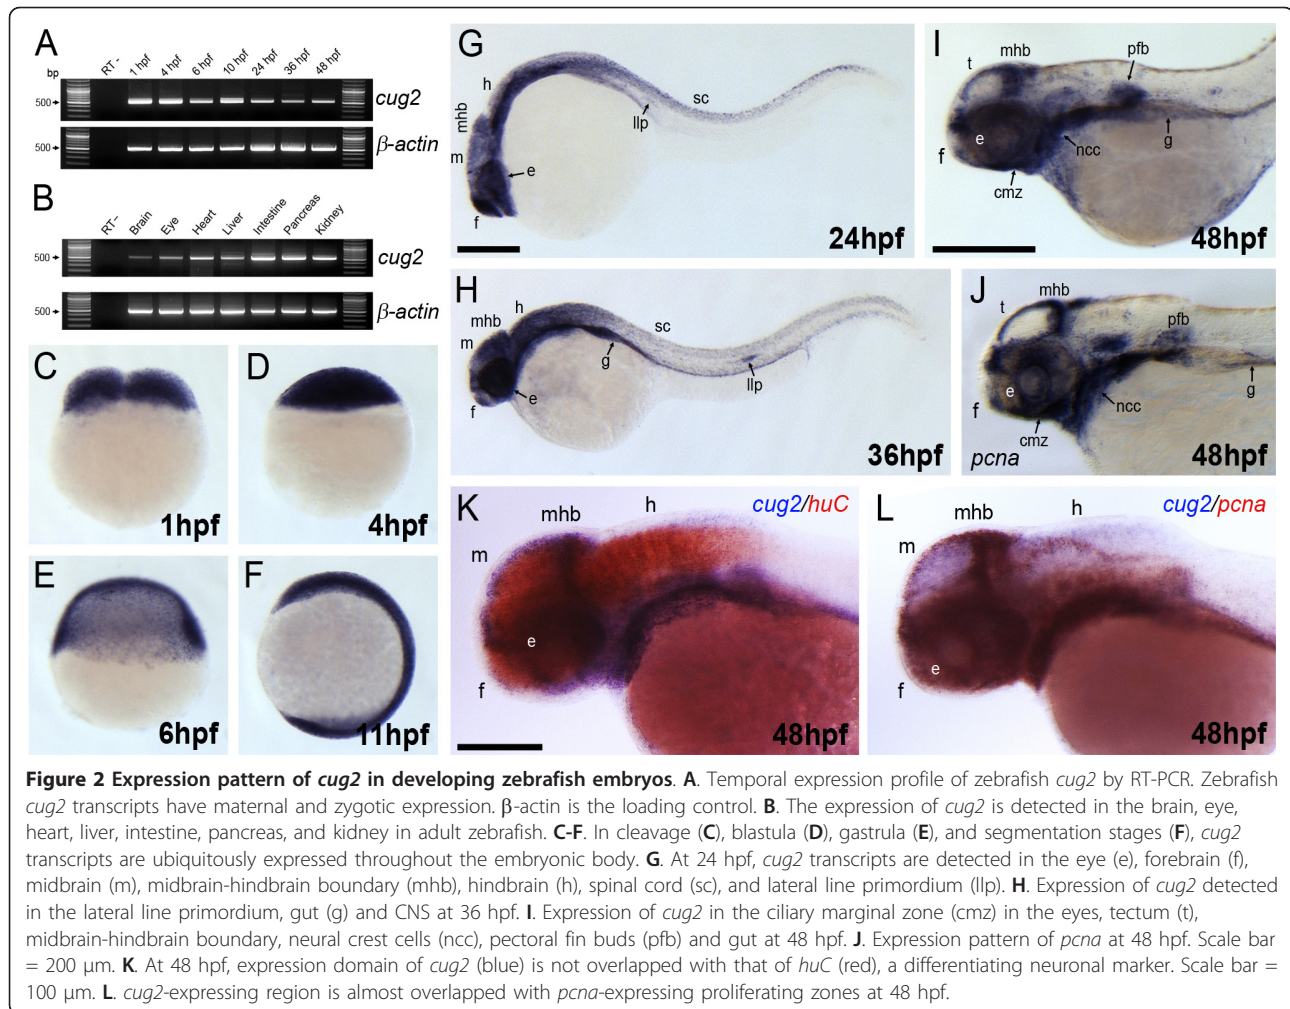 A
RT -
1 hpf
4 hpf
6 hpf
10 hpf
24 hpf
36 hpf
48 hpf
bp
500
cug2
500
β-actin
B
RT-
Brain
Eye
Heart
Liver
Intestine
Pancreas
Kidney
500
cug2
500
β-actin
C
1hpf
D
4hpf
E
6hpf
F
11hpf
G
h
mhb
m
f
e
llp
sc
24hpf
H
h
mhb
m
f
e
g
sc
llp
36hpf
I
t
mhb
pfb
e
f
cmz
ncc
g
48hpf
J
t
mhb
pfb
e
f
cmz
ncc
g
pcna
48hpf
K
mhb
h
cug2/huC
m
e
f
48hpf
L
mhb
h
cug2/pcna
m
e
f
48hpf
Figure 2 Expression pattern of cug2 in developing zebrafish embryos. A. Temporal expression profile of zebrafish cug2 by RT-PCR. Zebrafish
cug2 transcripts have maternal and zygotic expression. β-actin is the loading control. B. The expression of cug2 is detected in the brain, eye,
heart, liver, intestine, pancreas, and kidney in adult zebrafish. C-F. In cleavage (C), blastula (D), gastrula (E), and segmentation stages (F), cug2
transcripts are ubiquitously expressed throughout the embryonic body. G. At 24 hpf, cug2 transcripts are detected in the eye (e), forebrain (f),
midbrain (m), midbrain-hindbrain boundary (mhb), hindbrain (h), spinal cord (sc), and lateral line primordium (llp). H. Expression of cug2 detected
in the lateral line primordium, gut (g) and CNS at 36 hpf. I. Expression of cug2 in the ciliary marginal zone (cmz) in the eyes, tectum (t),
midbrain-hindbrain boundary, neural crest cells (ncc), pectoral fin buds (pfb) and gut at 48 hpf. J. Expression pattern of pcna at 48 hpf. Scale bar
= 200 μm. K. At 48 hpf, expression domain of cug2 (blue) is not overlapped with that of huC (red), a differentiating neuronal marker. Scale bar =
100 μm. L. cug2-expressing region is almost overlapped with pcna-expressing proliferating zones at 48 hpf.